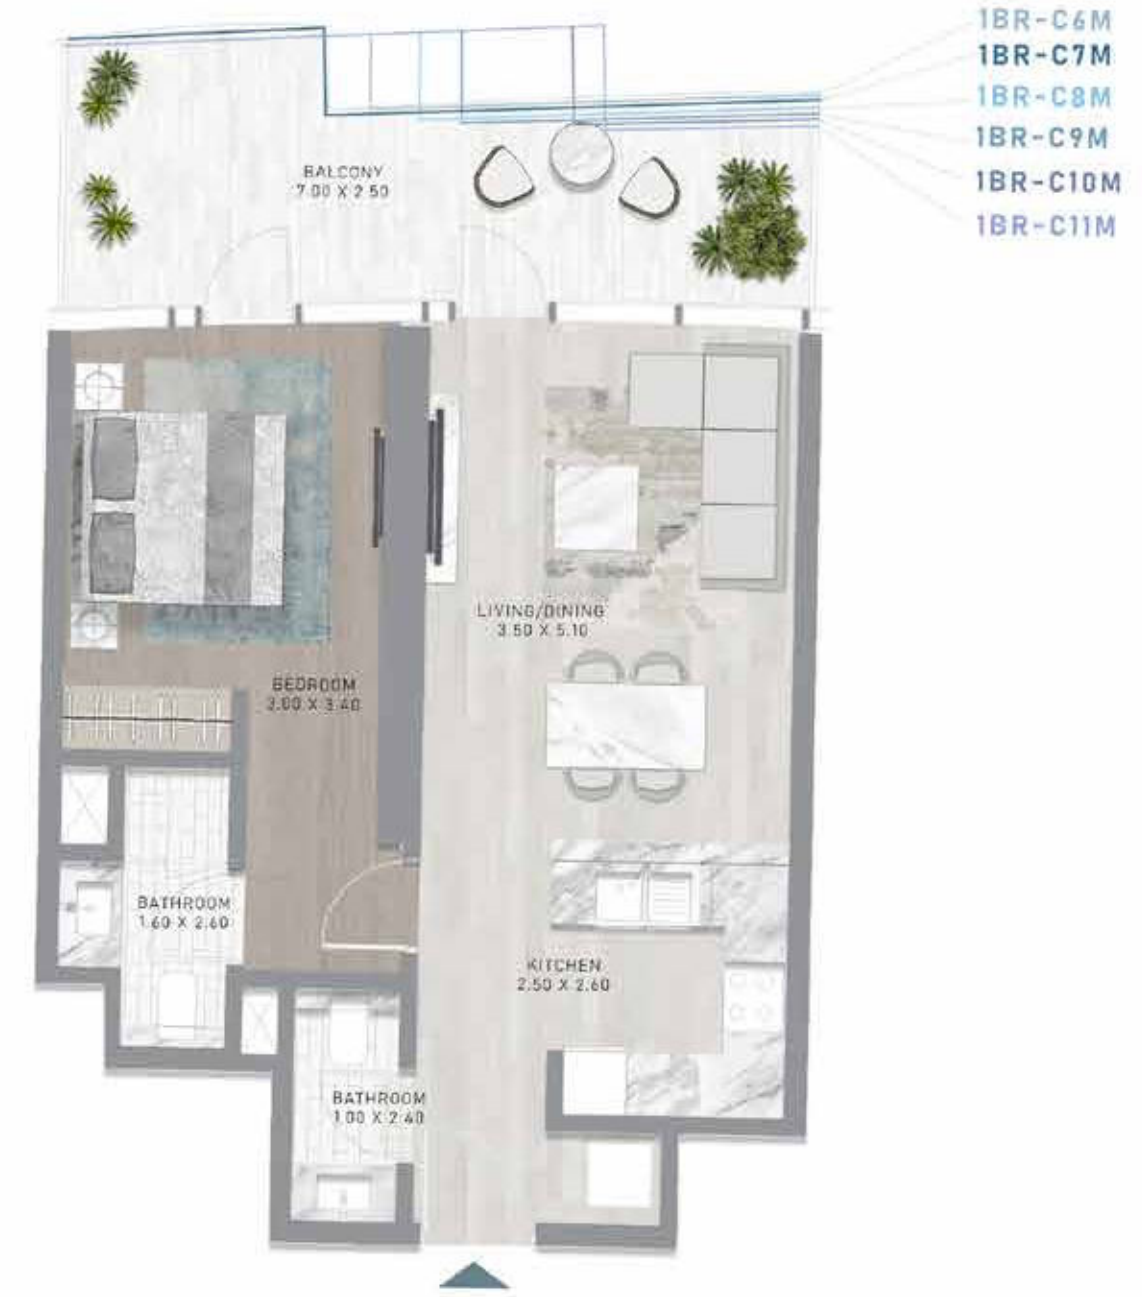 1BR-C6M
1BR-C7M
1BR-C8M
1BR-C9M
1BR-C10M
1BR-C11M
BALCONY
7.00 X 2.50
LIVING/DINING
3.50 X 5.10
BEDROOM
3.00 X 3.40
BATHROOM
1.60 X 2.60
KITCHEN
2.50 X 2.60
BATHROOM
1.00 X 2.40